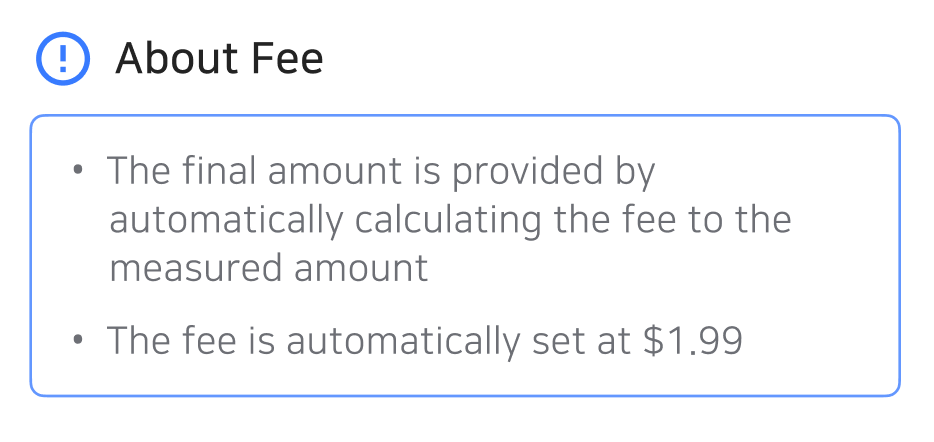 About Fee
• The final amount is provided by
automatically calculating the fee to the
measured amount
• The fee is automatically set at $1.99